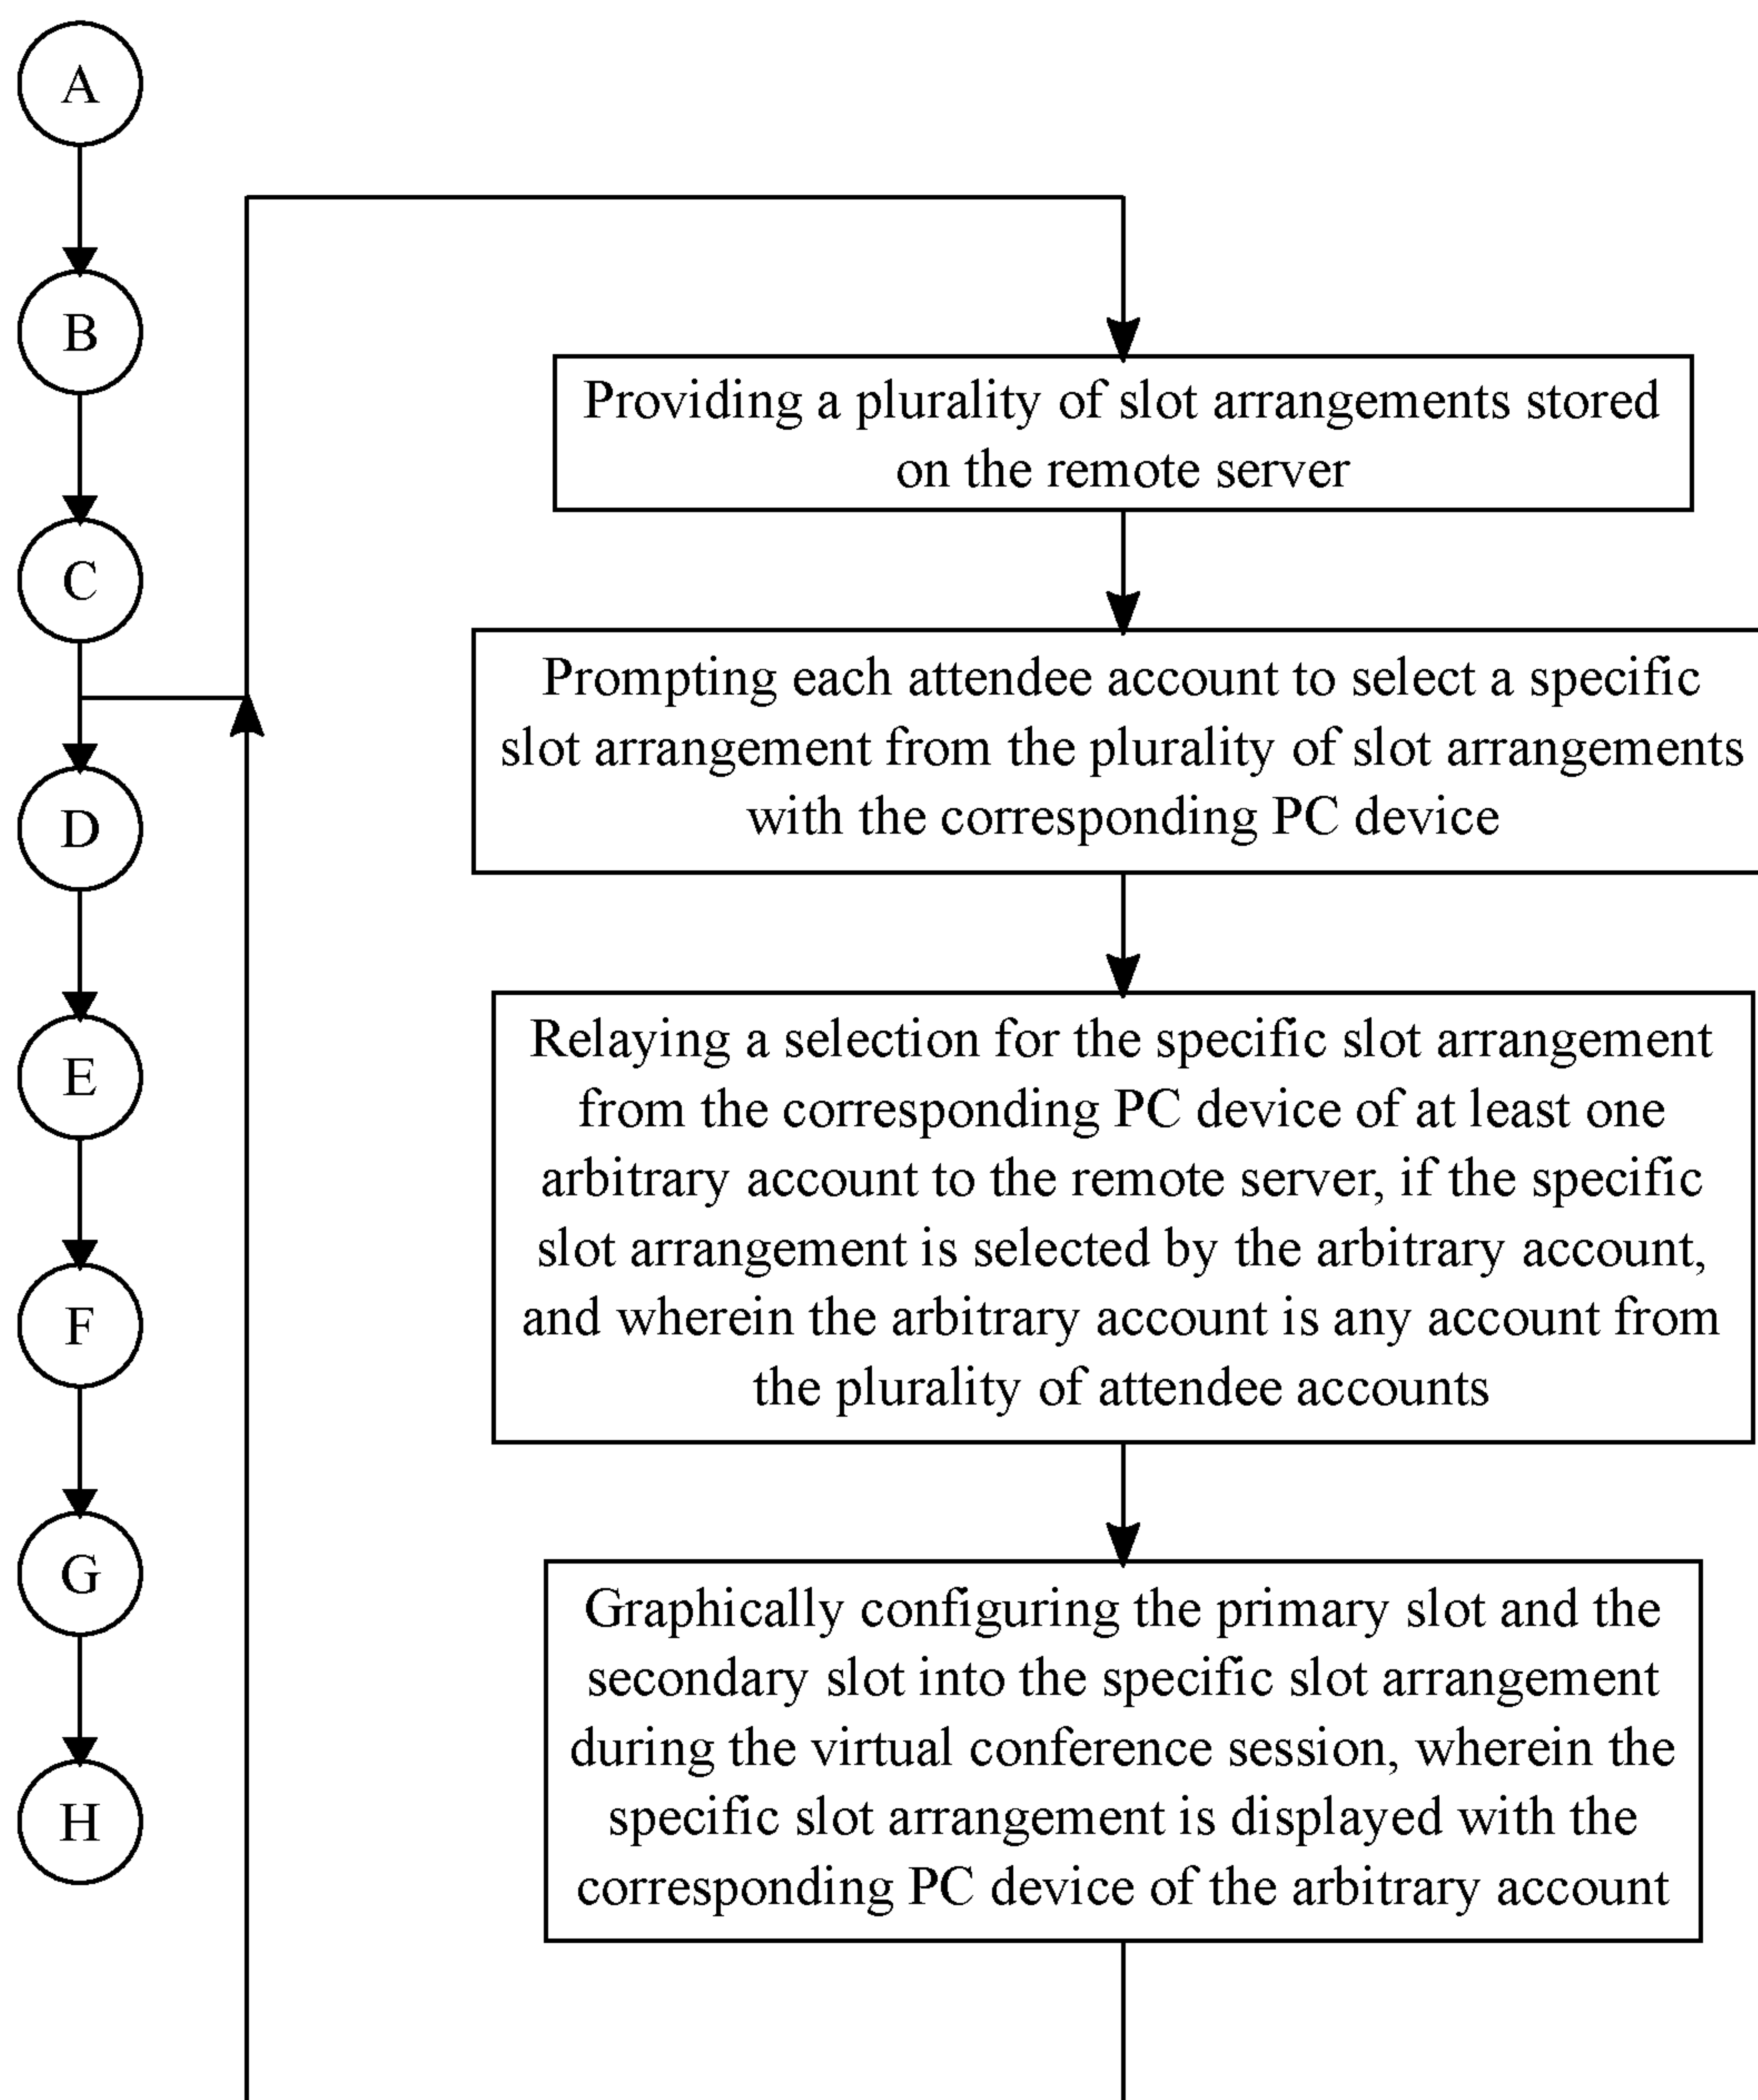 A
B
C
D
E
F
G
H
Providing a plurality of slot arrangements stored
on the remote server
Prompting each attendee account to select a specific
slot arrangement from the plurality of slot arrangements
with the corresponding PC device
Relaying a selection for the specific slot arrangement
from the corresponding PC device of at least one
arbitrary account to the remote server, if the specific
slot arrangement is selected by the arbitrary account,
and wherein the arbitrary account is any account from
the plurality of attendee accounts
Graphically configuring the primary slot and the
secondary slot into the specific slot arrangement
during the virtual conference session, wherein the
specific slot arrangement is displayed with the
corresponding PC device of the arbitrary account